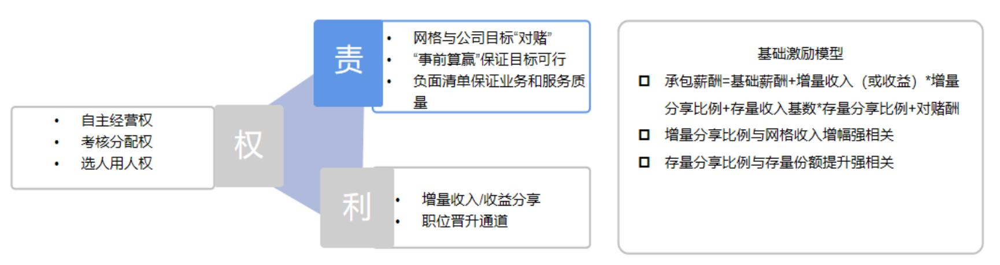 自主经营权
考核分配权
选人用人权
权
责
网格与公司目标“对赌”
“事前算赢”保证目标可行
负面清单保证业务和服务质
量
利
增量收入/收益分享
职位晋升通道
基础激励模型
承包薪酬=基础薪酬+增量收入（或收益）*增量
分享比例+存量收入基数*存量分享比例+对赌酬
增量分享比例与网格收入增幅强相关
存量分享比例与存量份额提升强相关